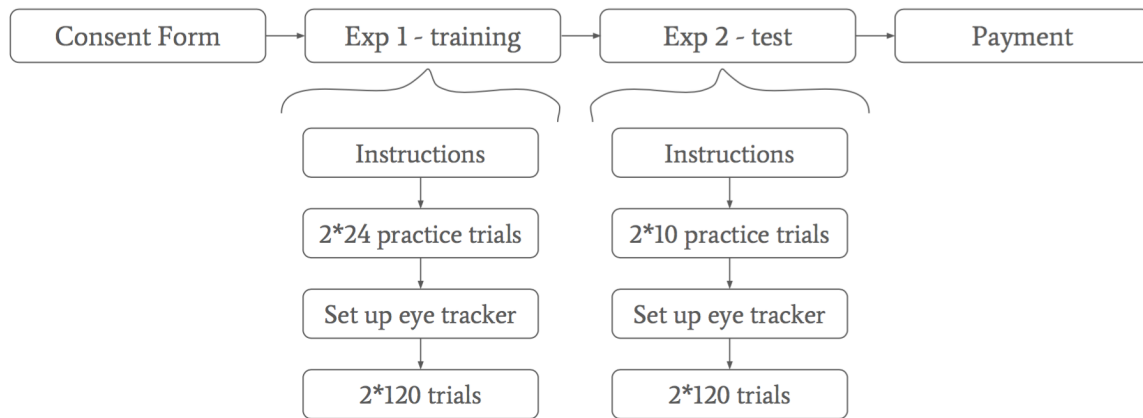 Consent Form
Exp 1 - training
Exp 2 - test
Payment
Instructions
2*24 practice trials
Set up eye tracker
2*120 trials
Instructions
2*10 practice trials
Set up eye tracker
2*120 trials